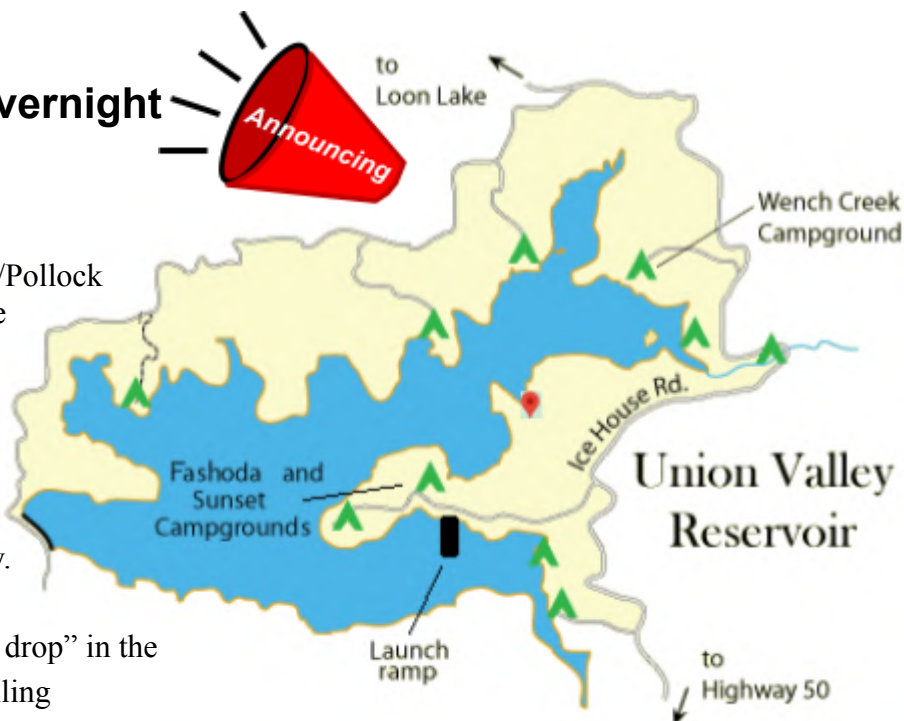 vernight
Announcing
to
Loon Lake
Wench Creek
Campground
/Pollock
e
Ice House Rd.
Fashoda and
Sunset
Campgrounds
Union Valley
Reservoir
y.
drop” in the
lling
Launch
ramp
to
Highway 50